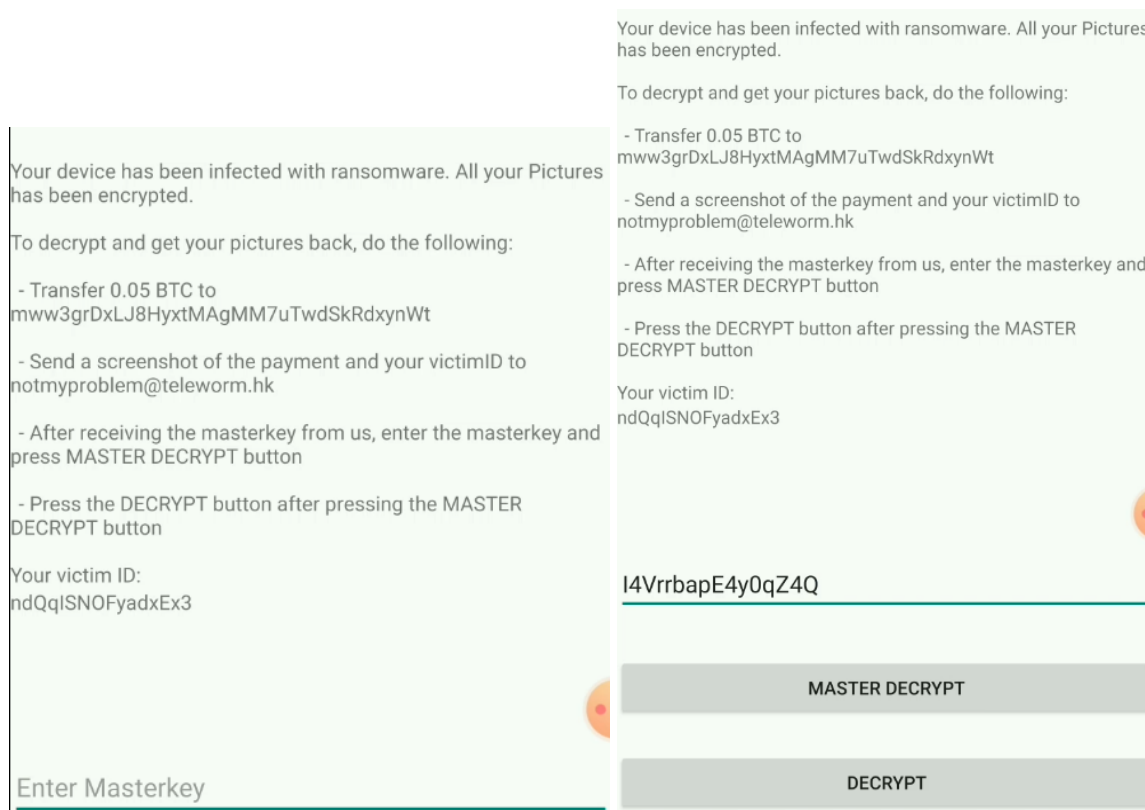 Your device has been infected with ransomware. All your Pictures
has been encrypted.
To decrypt and get your pictures back, do the following:
- Transfer 0.05 BTC to
mww3grDxLJ8HyxtMAgMM7uTwdSkRdxynWt
- Send a screenshot of the payment and your victimID to
notmyproblem@teleworm.hk
- After receiving the masterkey from us, enter the masterkey and
press MASTER DECRYPT button
- Press the DECRYPT button after pressing the MASTER
DECRYPT button
Your victim ID:
ndQqISNOFyadxEx3
Enter Masterkey
Your device has been infected with ransomware. All your Pictures
has been encrypted.
To decrypt and get your pictures back, do the following:
- Transfer 0.05 BTC to
mww3grDxLJ8HyxtMAgMM7uTwdSkRdxynWt
- Send a screenshot of the payment and your victimID to
notmyproblem@teleworm.hk
- After receiving the masterkey from us, enter the masterkey and
press MASTER DECRYPT button
- Press the DECRYPT button after pressing the MASTER
DECRYPT button
Your victim ID:
ndQqISNOFyadxEx3
I4VrrbapE4y0qZ4Q
MASTER DECRYPT
DECRYPT